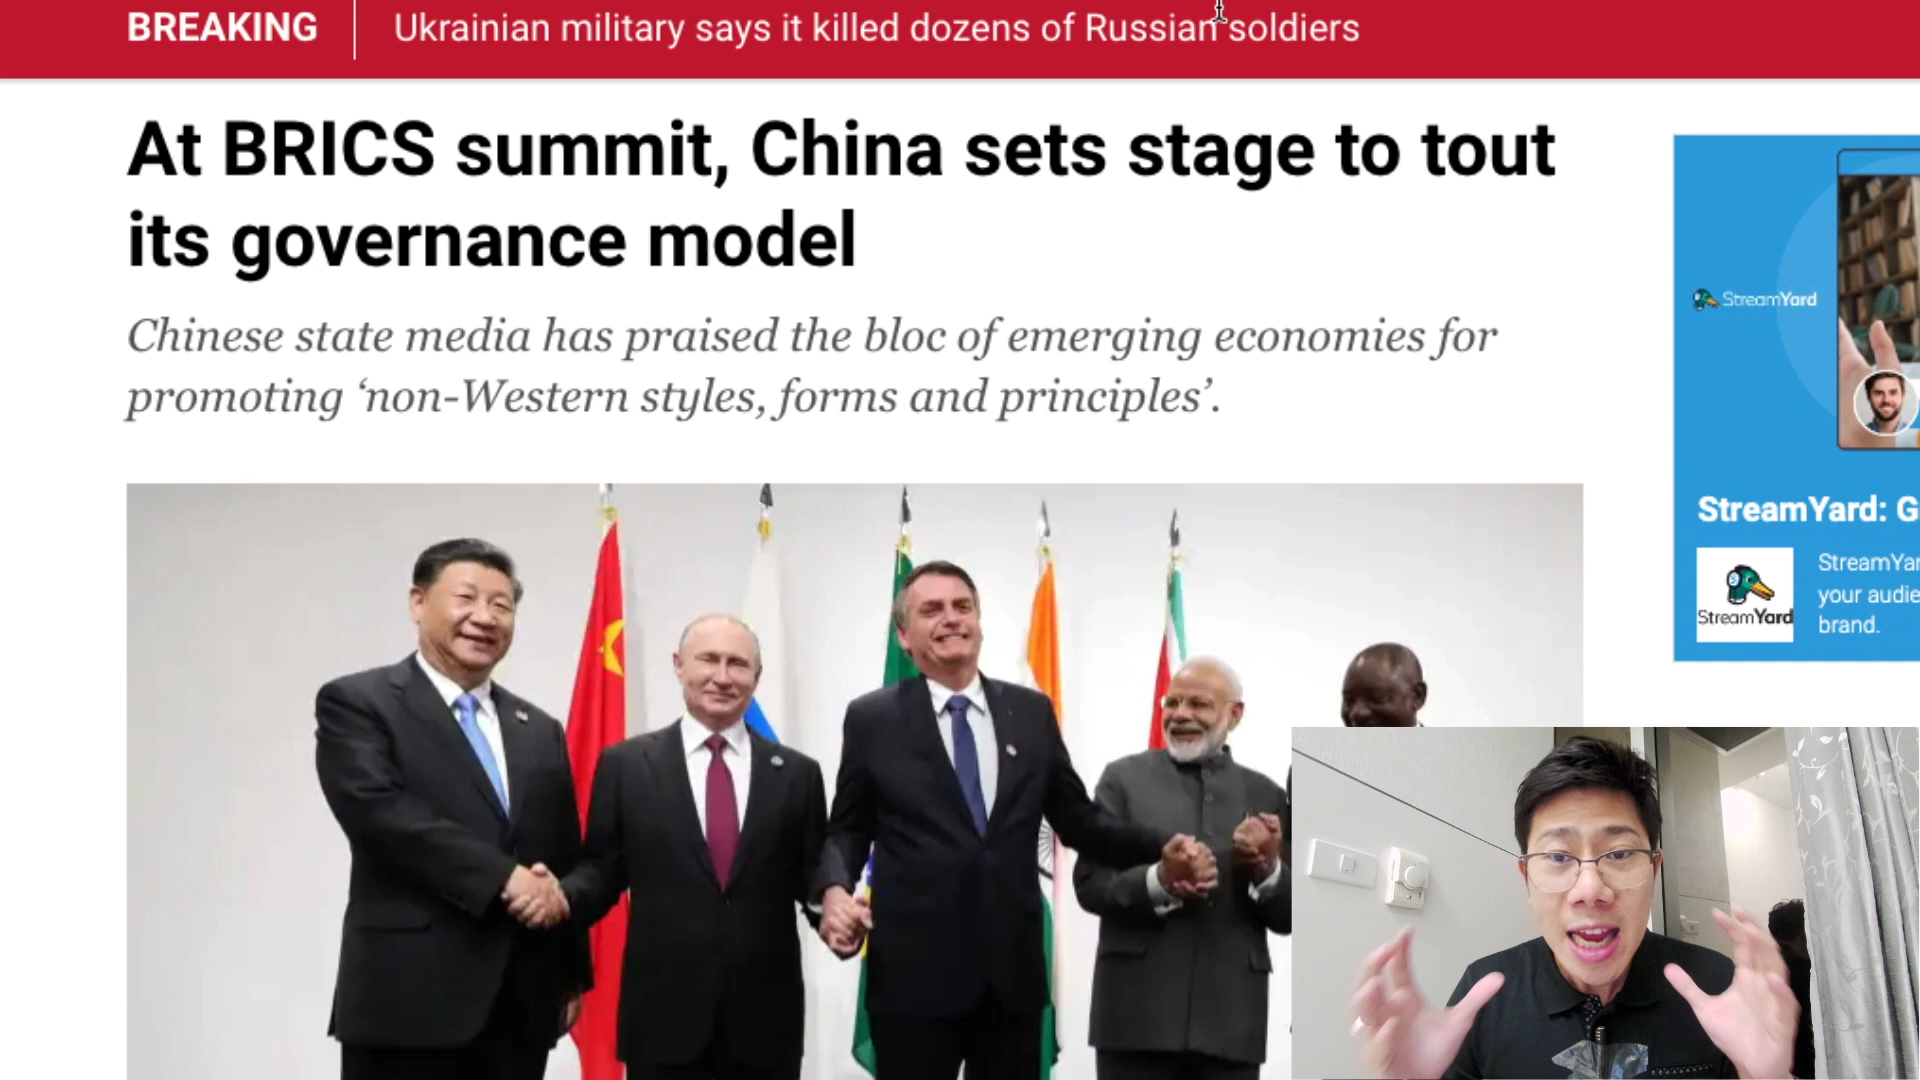 BREAKING
Ukrainian military says it killed dozens of Russian soldiers
At BRICS summit, China sets stage to tout
its governance model
Chinese state media has praised the bloc of emerging economies for
promoting ‘non-Western styles, forms and principles’.
StreamYard
StreamYard: G
StreamYard
StreamYar
your audie
brand.